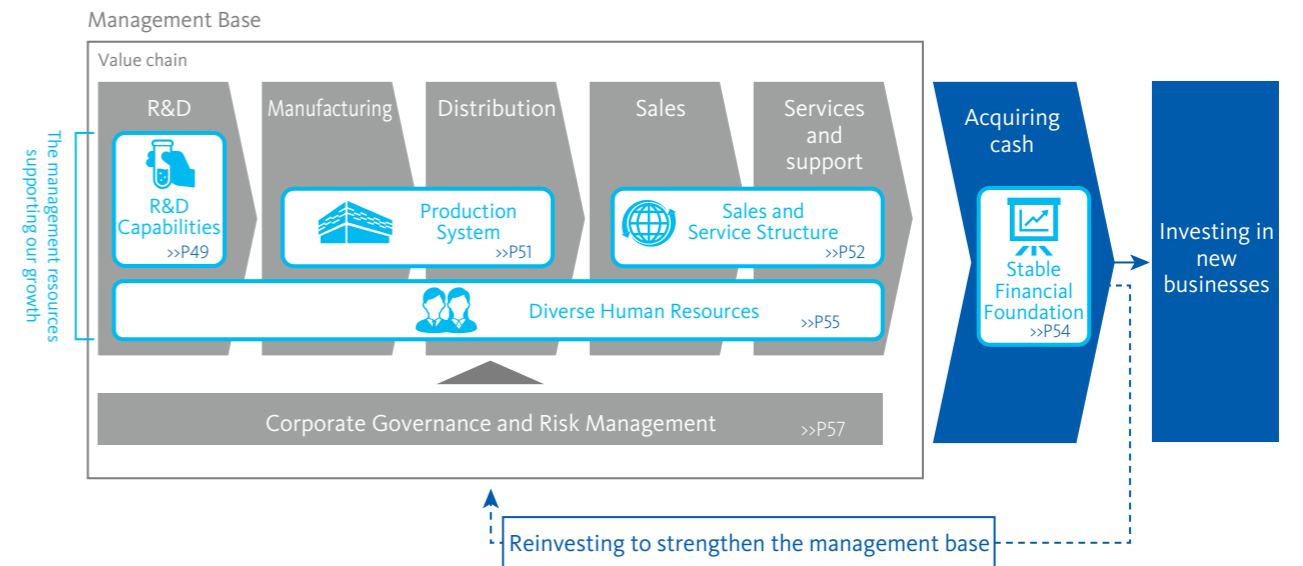 Management Base
Value chain
R&D
Manufacturing
Distribution
Sales
Services
and
support
The management resources
supporting our growth
R&D
Capabilities
>>P49
Production
System
>>P51
Sales and
Service Structure
>>P52
Diverse Human Resources
>>P55
Corporate Governance and Risk Management
>>P57
Acquiring
cash
Stable
Financial
Foundation
>>P54
Investing in
new
businesses
Reinvesting to strengthen the management base